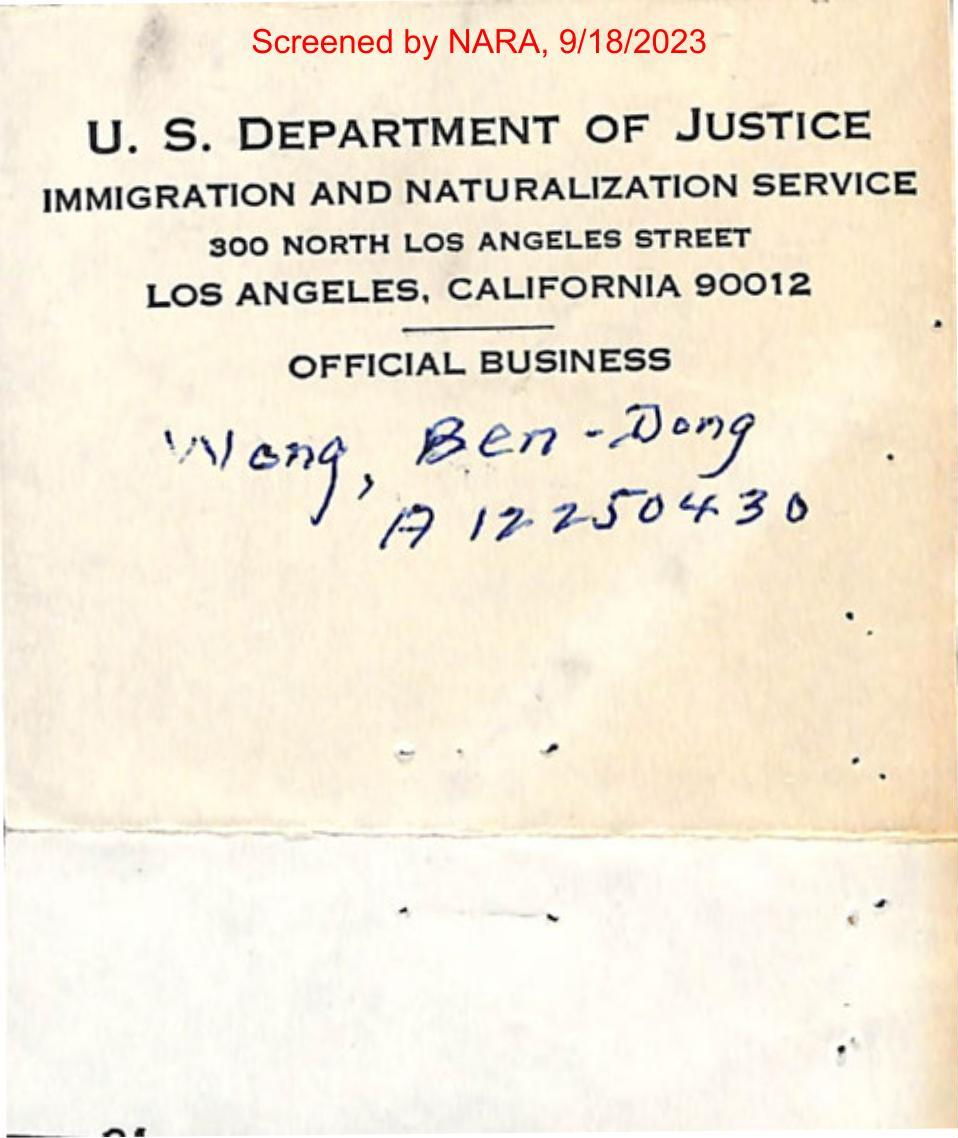 Screened by NARA, 9/18/2023
U. S. DEPARTMENT OF JUSTICE
IMMIGRATION AND NATURALIZATION SERVICE
300 NORTH LOS ANGELES STREET
LOS ANGELES, CALIFORNIA 90012
OFFICIAL BUSINESS
Wong, Ben-Dong
A 12250430